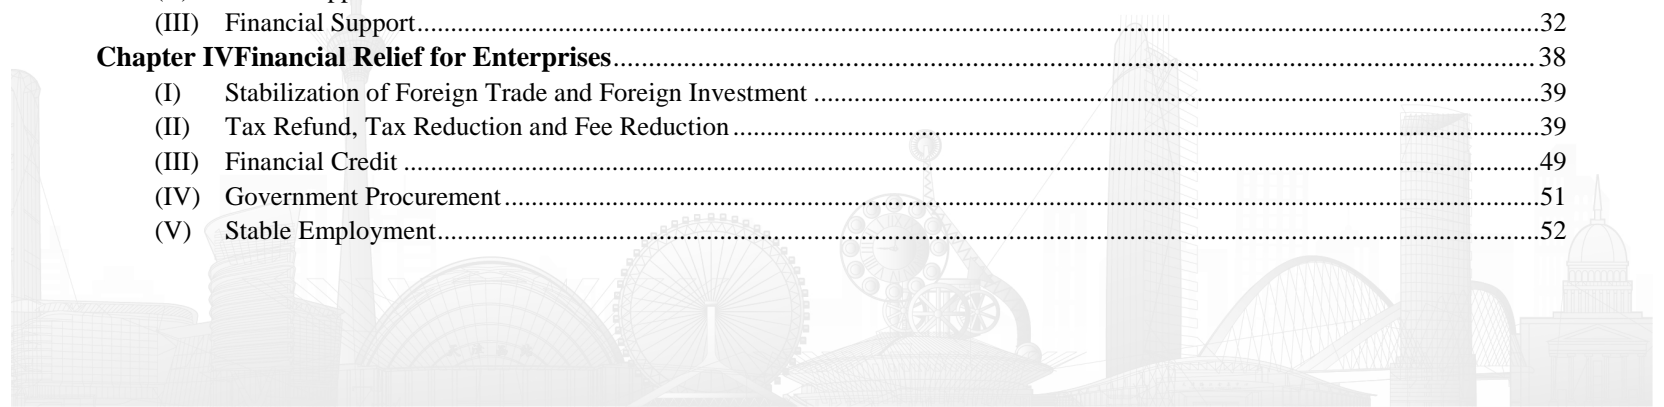 (III) Financial Support........................................32
Chapter IVFinancial Relief for Enterprises........................................38
(I) Stabilization of Foreign Trade and Foreign Investment........................................39
(II) Tax Refund, Tax Reduction and Fee Reduction........................................39
(III) Financial Credit........................................49
(IV) Government Procurement........................................51
(V) Stable Employment........................................52